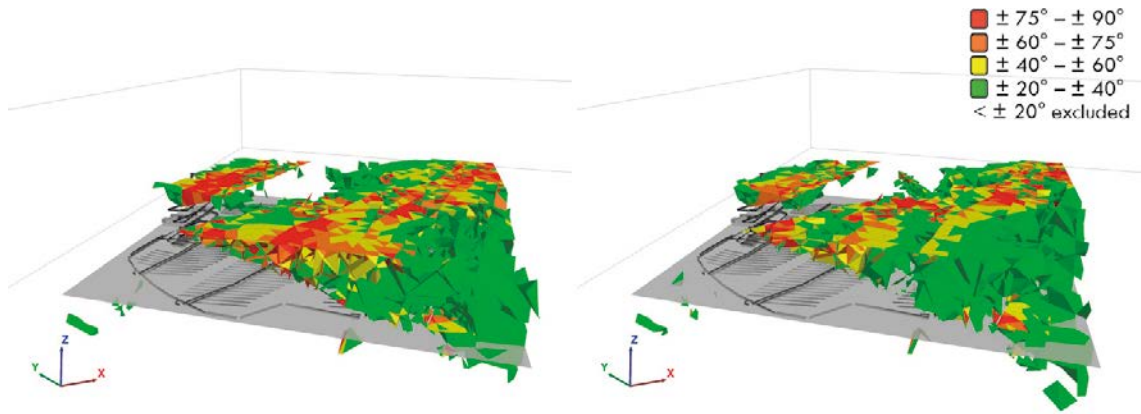 ± 75° – ± 90°
± 60° – ± 75°
± 40° – ± 60°
± 20° – ± 40°
< ± 20° excluded
Z
Y
X
Z
Y
X